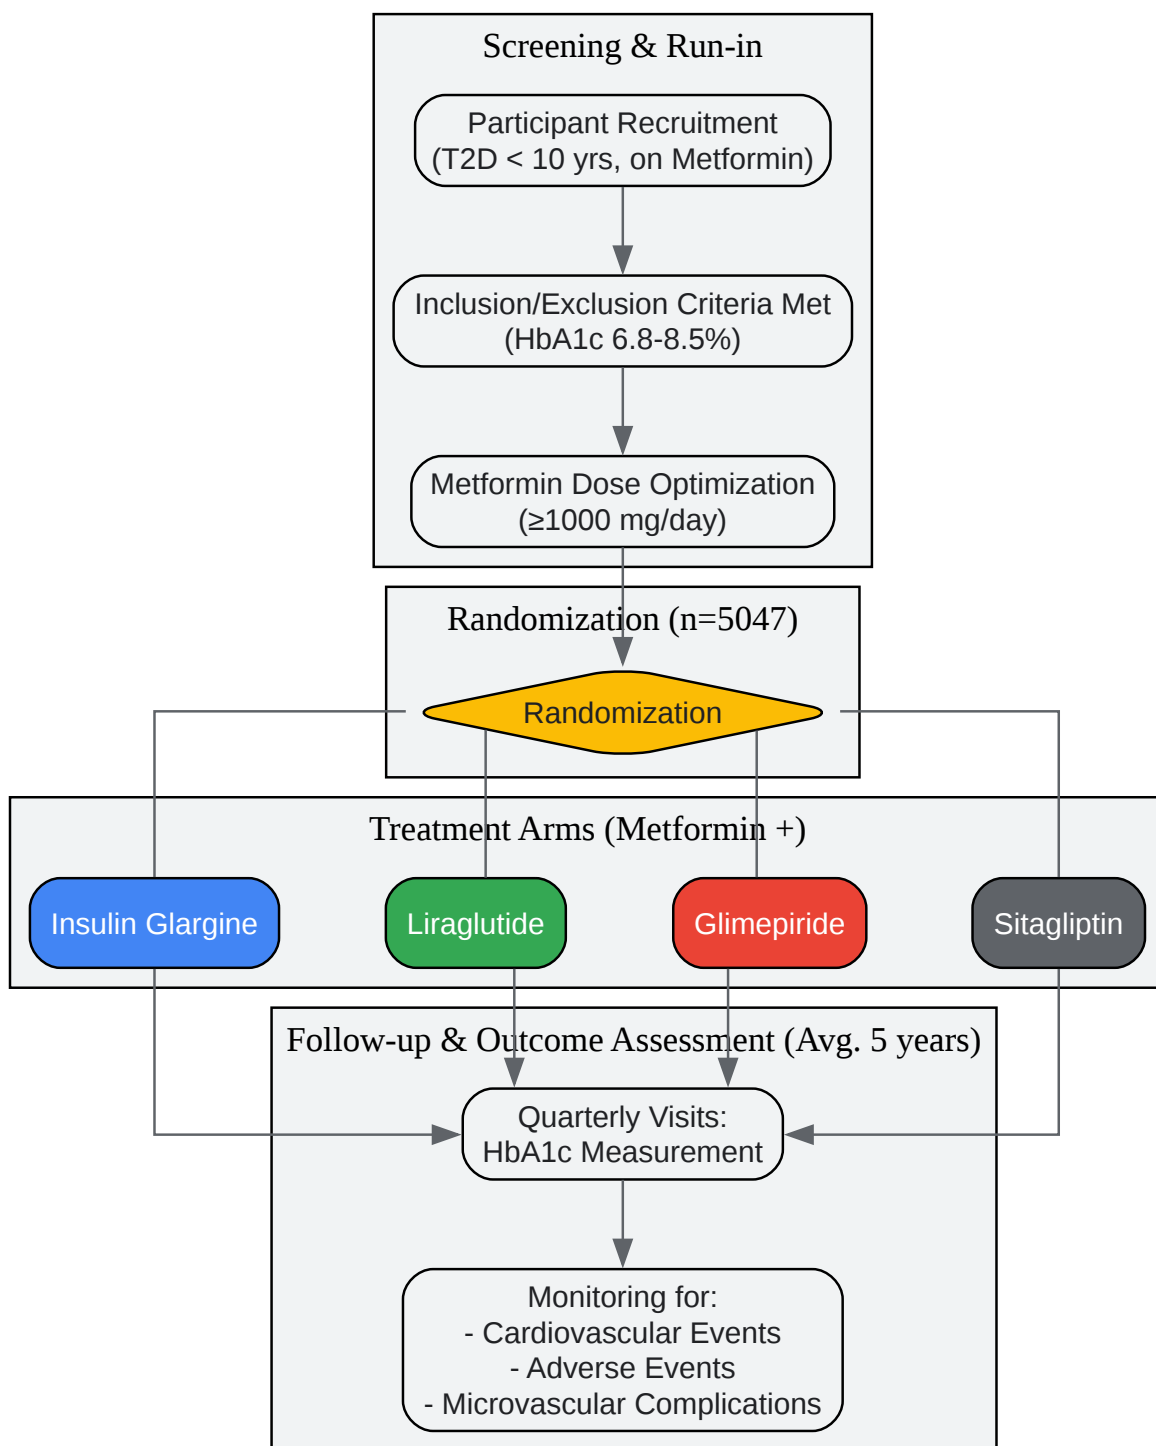 Screening & Run-in
Participant Recruitment
(T2D < 10 yrs, on Metformin)
Inclusion/Exclusion Criteria Met
(HbA1c 6.8-8.5%)
Metformin Dose Optimization
(≥1000 mg/day)
Randomization (n=5047)
Randomization
Treatment Arms (Metformin +)
Insulin Glargine
Liraglutide
Glimepiride
Sitagliptin
Follow-up & Outcome Assessment (Avg. 5 years)
Quarterly Visits:
HbA1c Measurement
Monitoring for:
- Cardiovascular Events
- Adverse Events
- Microvascular Complications